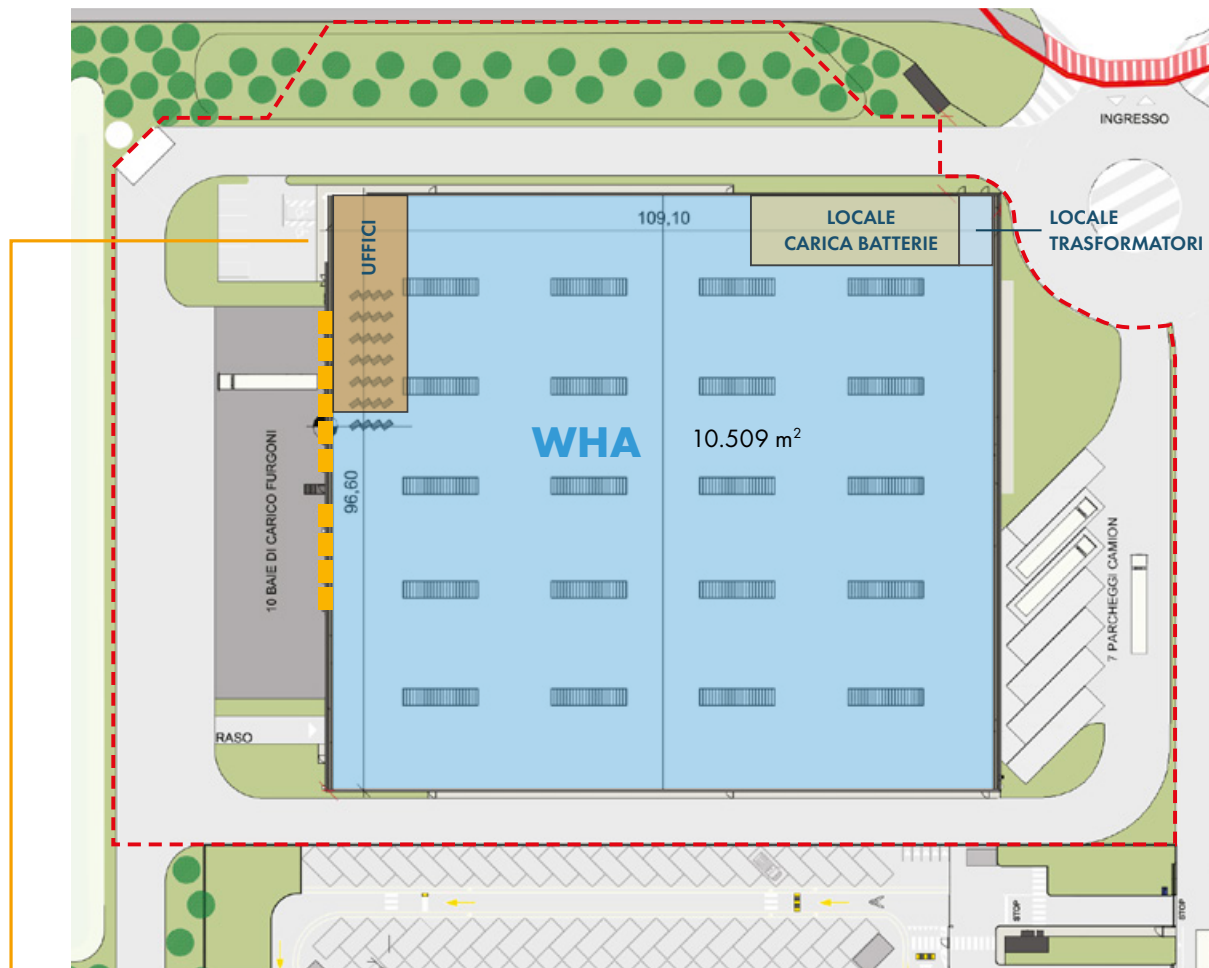 INGRESSO
109,10
LOCALE
CARICA BATTERIE
LOCALE
TRASFORMATORI
UFFICI
WHA
10.509 m²
96,60
10 BAIE DI CARICO FURGONI
7 PARCHEGGI CAMION
RASO
STOP
STOP